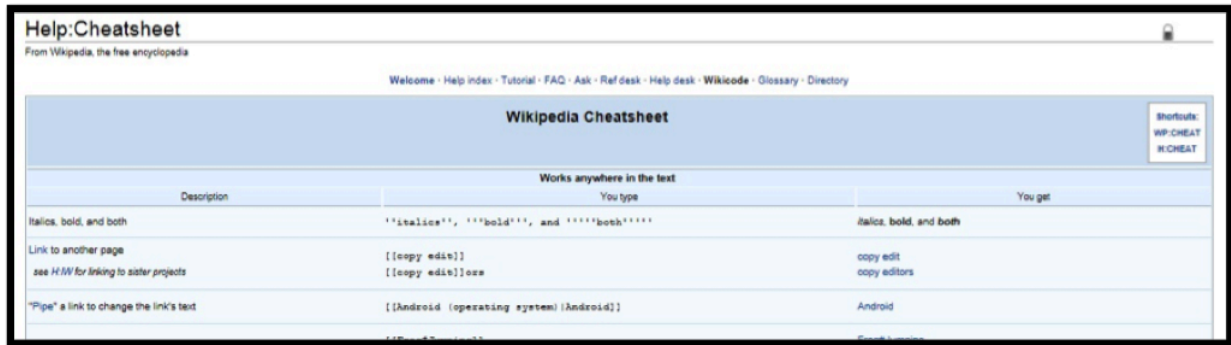 Help:Cheatsheet
From Wikipedia, the free encyclopedia
Welcome · Help index · Tutorial · FAQ · Ask · Ref desk · Help desk · Wikicode · Glossary · Directory
Wikipedia Cheatsheet
Shortcuts:
WP:CHEAT
H:CHEAT
Works anywhere in the text
Description You type You get
Italics, bold, and both ''italics'', '''bold''', and '''''both''''' italics, bold, and both
Link to another page [[copy edit]] copy edit
see H:IW for linking to sister projects [[copy edit]]ors copy editors
"Pipe" a link to change the link's text [[Android (operating system)|Android]] Android